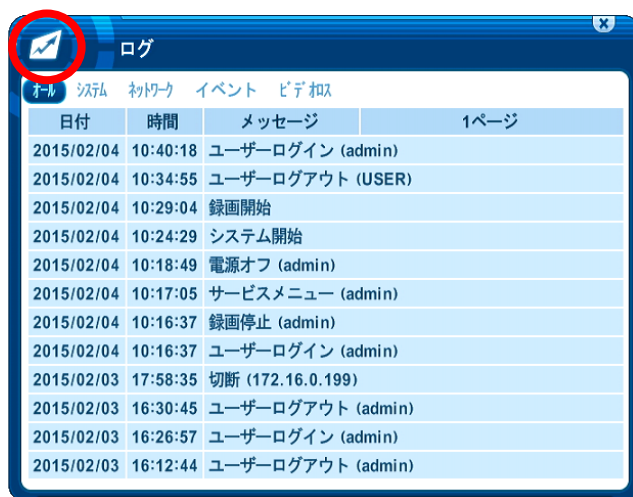 ログ
ｵｰﾙ ｼｽﾃﾑ ﾈｯﾄﾜｰｸ イベント ﾋﾞﾃﾞｵﾛｽ
日付 時間 メッセージ 1ページ
2015/02/04 10:40:18 ユーザーログイン (admin)
2015/02/04 10:34:55 ユーザーログアウト (USER)
2015/02/04 10:29:04 録画開始
2015/02/04 10:24:29 システム開始
2015/02/04 10:18:49 電源オフ (admin)
2015/02/04 10:17:05 サービスメニュー (admin)
2015/02/04 10:16:37 録画停止 (admin)
2015/02/04 10:16:37 ユーザーログイン (admin)
2015/02/03 17:58:35 切断 (172.16.0.199)
2015/02/03 16:30:45 ユーザーログアウト (admin)
2015/02/03 16:26:57 ユーザーログイン (admin)
2015/02/03 16:12:44 ユーザーログアウト (admin)